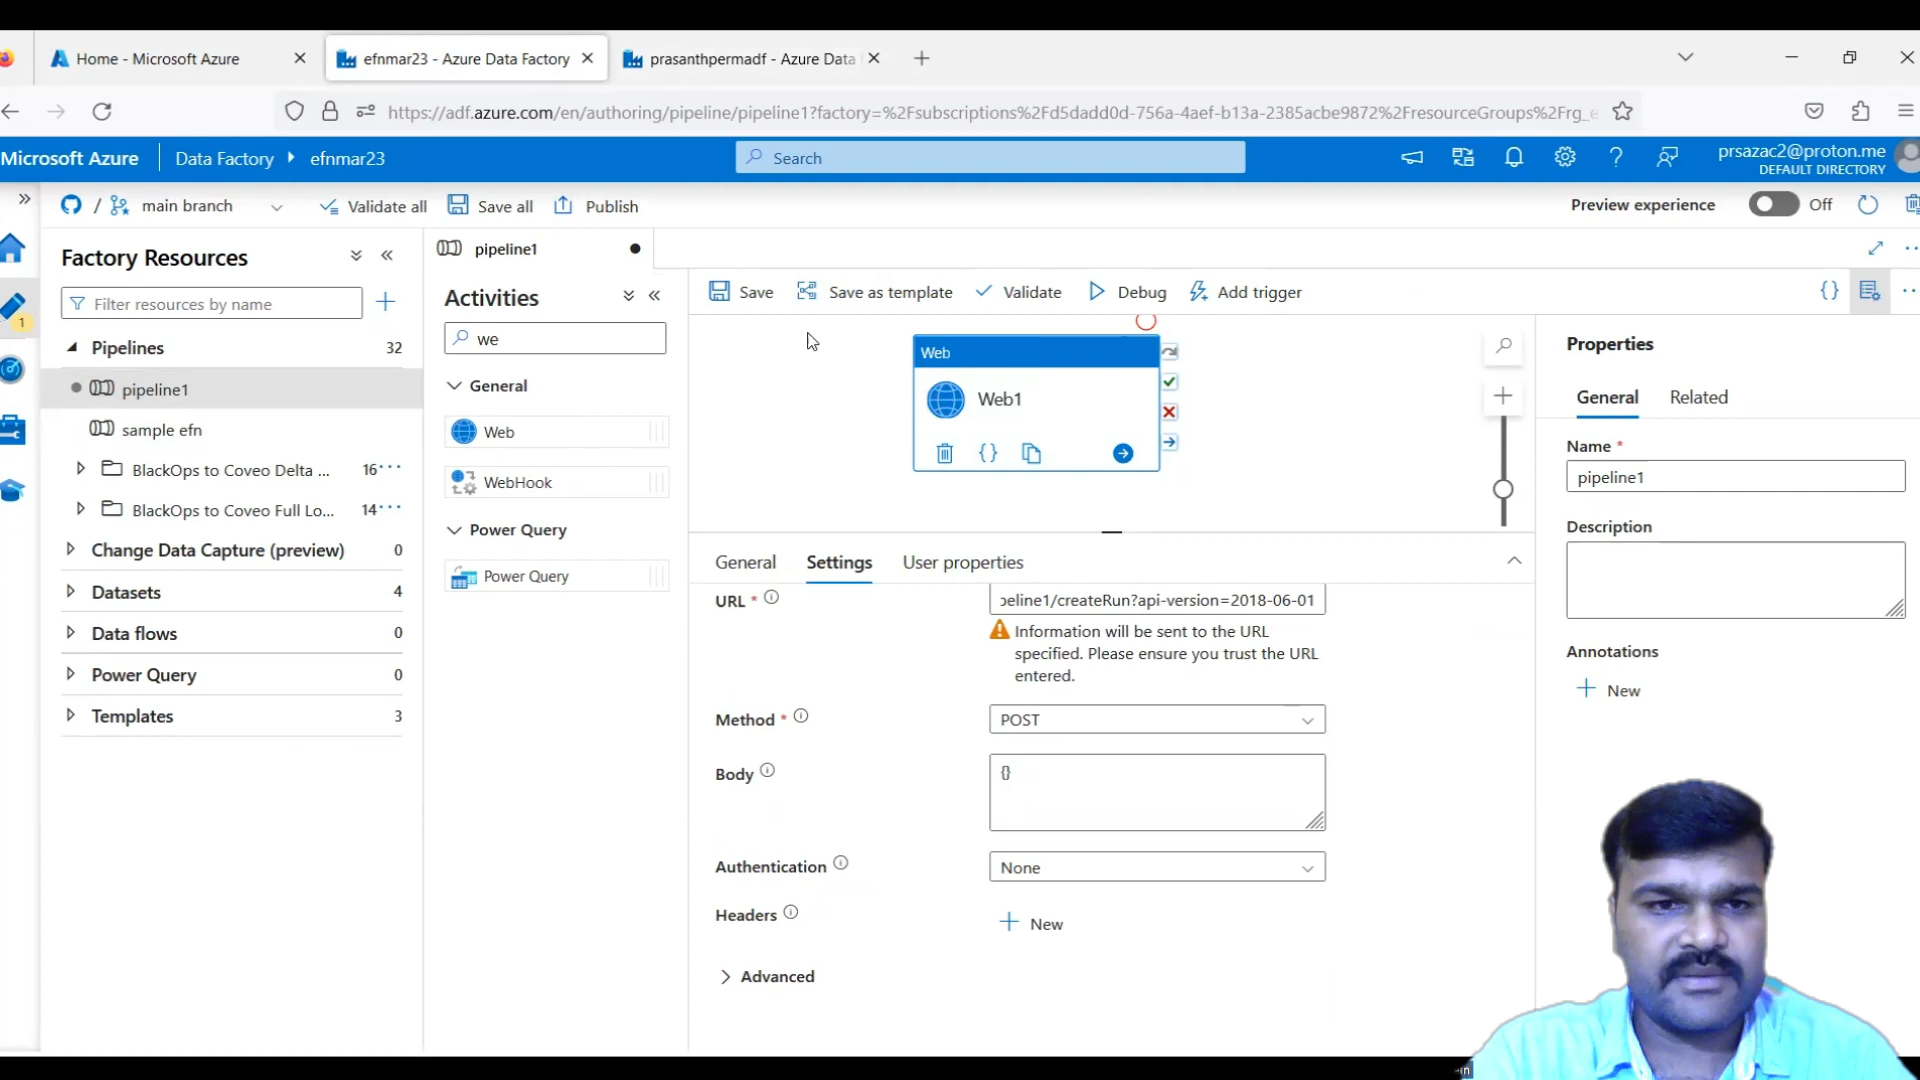 Home - Microsoft Azure
efnmar23 - Azure Data Factory
prasanthpermadf - Azure Data
https://adf.azure.com/en/authoring/pipeline/pipeline1?factory=%2Fsubscriptions%2Fd5dadd0d-756a-4aef-b13a-2385acbe9872%2FresourceGroups%2Frg_e
Microsoft Azure
Data Factory
efnmar23
Search
prsazac2@proton.me
DEFAULT DIRECTORY
/ main branch
Validate all
Save all
Publish
Preview experience
Off
Factory Resources
Filter resources by name
1
Pipelines 32
pipeline1
sample efn
BlackOps to Coveo Delta ... 16
BlackOps to Coveo Full Lo... 14
Change Data Capture (preview) 0
Datasets 4
Data flows 0
Power Query 0
Templates 3
pipeline1
Activities
we
General
Web
WebHook
Power Query
Power Query
Save
Save as template
Validate
Debug
Add trigger
{}
Web
Web1
{}
General
Settings
User properties
URL *
peline1/createRun?api-version=2018-06-01
Information will be sent to the URL
specified. Please ensure you trust the URL
entered.
Method *
POST
Body
{}
Authentication
None
Headers
New
Advanced
Properties
General
Related
Name *
pipeline1
Description
Annotations
New